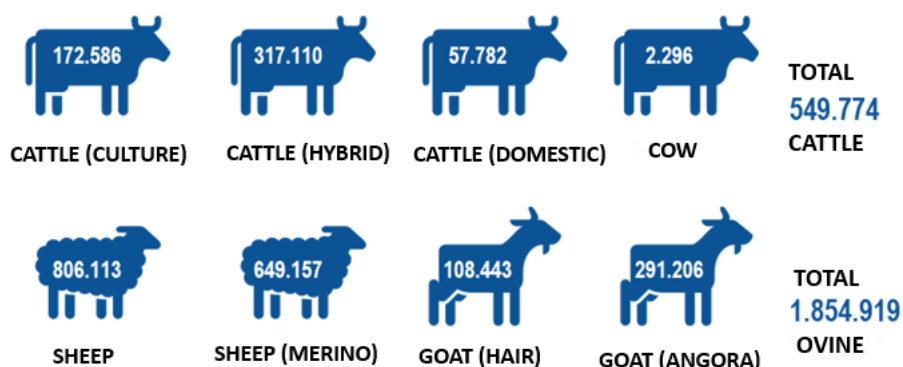 172.586 317.110 57.782 2.296
TOTAL
549.774
CATTLE
CATTLE (CULTURE) CATTLE (HYBRID) CATTLE (DOMESTIC) COW
806.113 649.157 108.443 291.206
TOTAL
1.854.919
OVINE
SHEEP SHEEP (MERINO) GOAT (HAIR) GOAT (ANGORA)